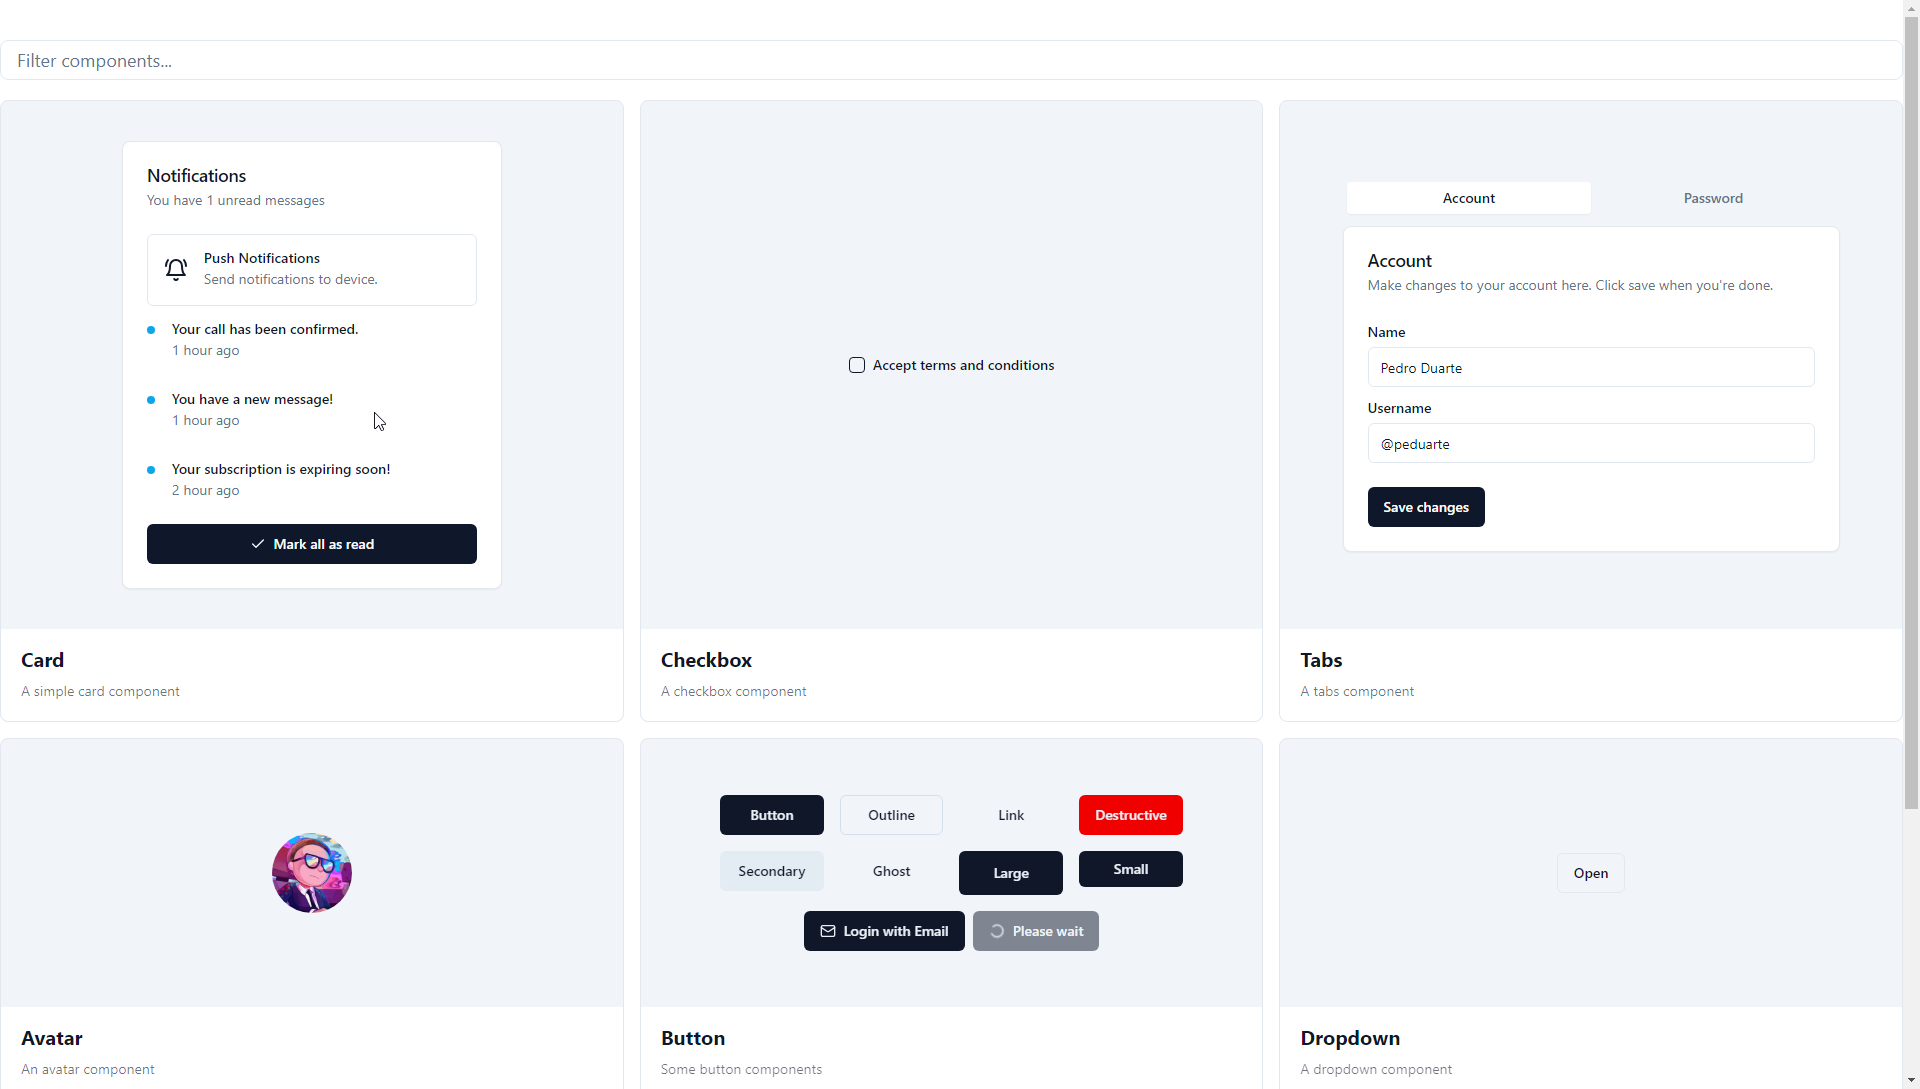 Filter components...
Notifications
You have 1 unread messages
Push Notifications
Send notifications to device.
Your call has been confirmed.
1 hour ago
You have a new message!
1 hour ago
Your subscription is expiring soon!
2 hour ago
Mark all as read
Card
A simple card component
Accept terms and conditions
Checkbox
A checkbox component
Account
Password
Account
Make changes to your account here. Click save when you're done.
Name
Pedro Duarte
Username
@peduarte
Save changes
Tabs
A tabs component
Avatar
An avatar component
Button
Outline
Link
Destructive
Secondary
Ghost
Large
Small
Login with Email
Please wait
Button
Some button components
Open
Dropdown
A dropdown component